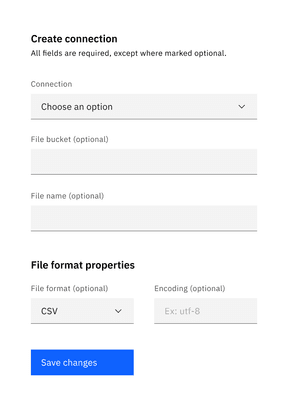 Create connection
All fields are required, except where marked optional.
Connection
Choose an option
File bucket (optional)
File name (optional)
File format properties
File format (optional)
Encoding (optional)
CSV
Ex: utf-8
Save changes